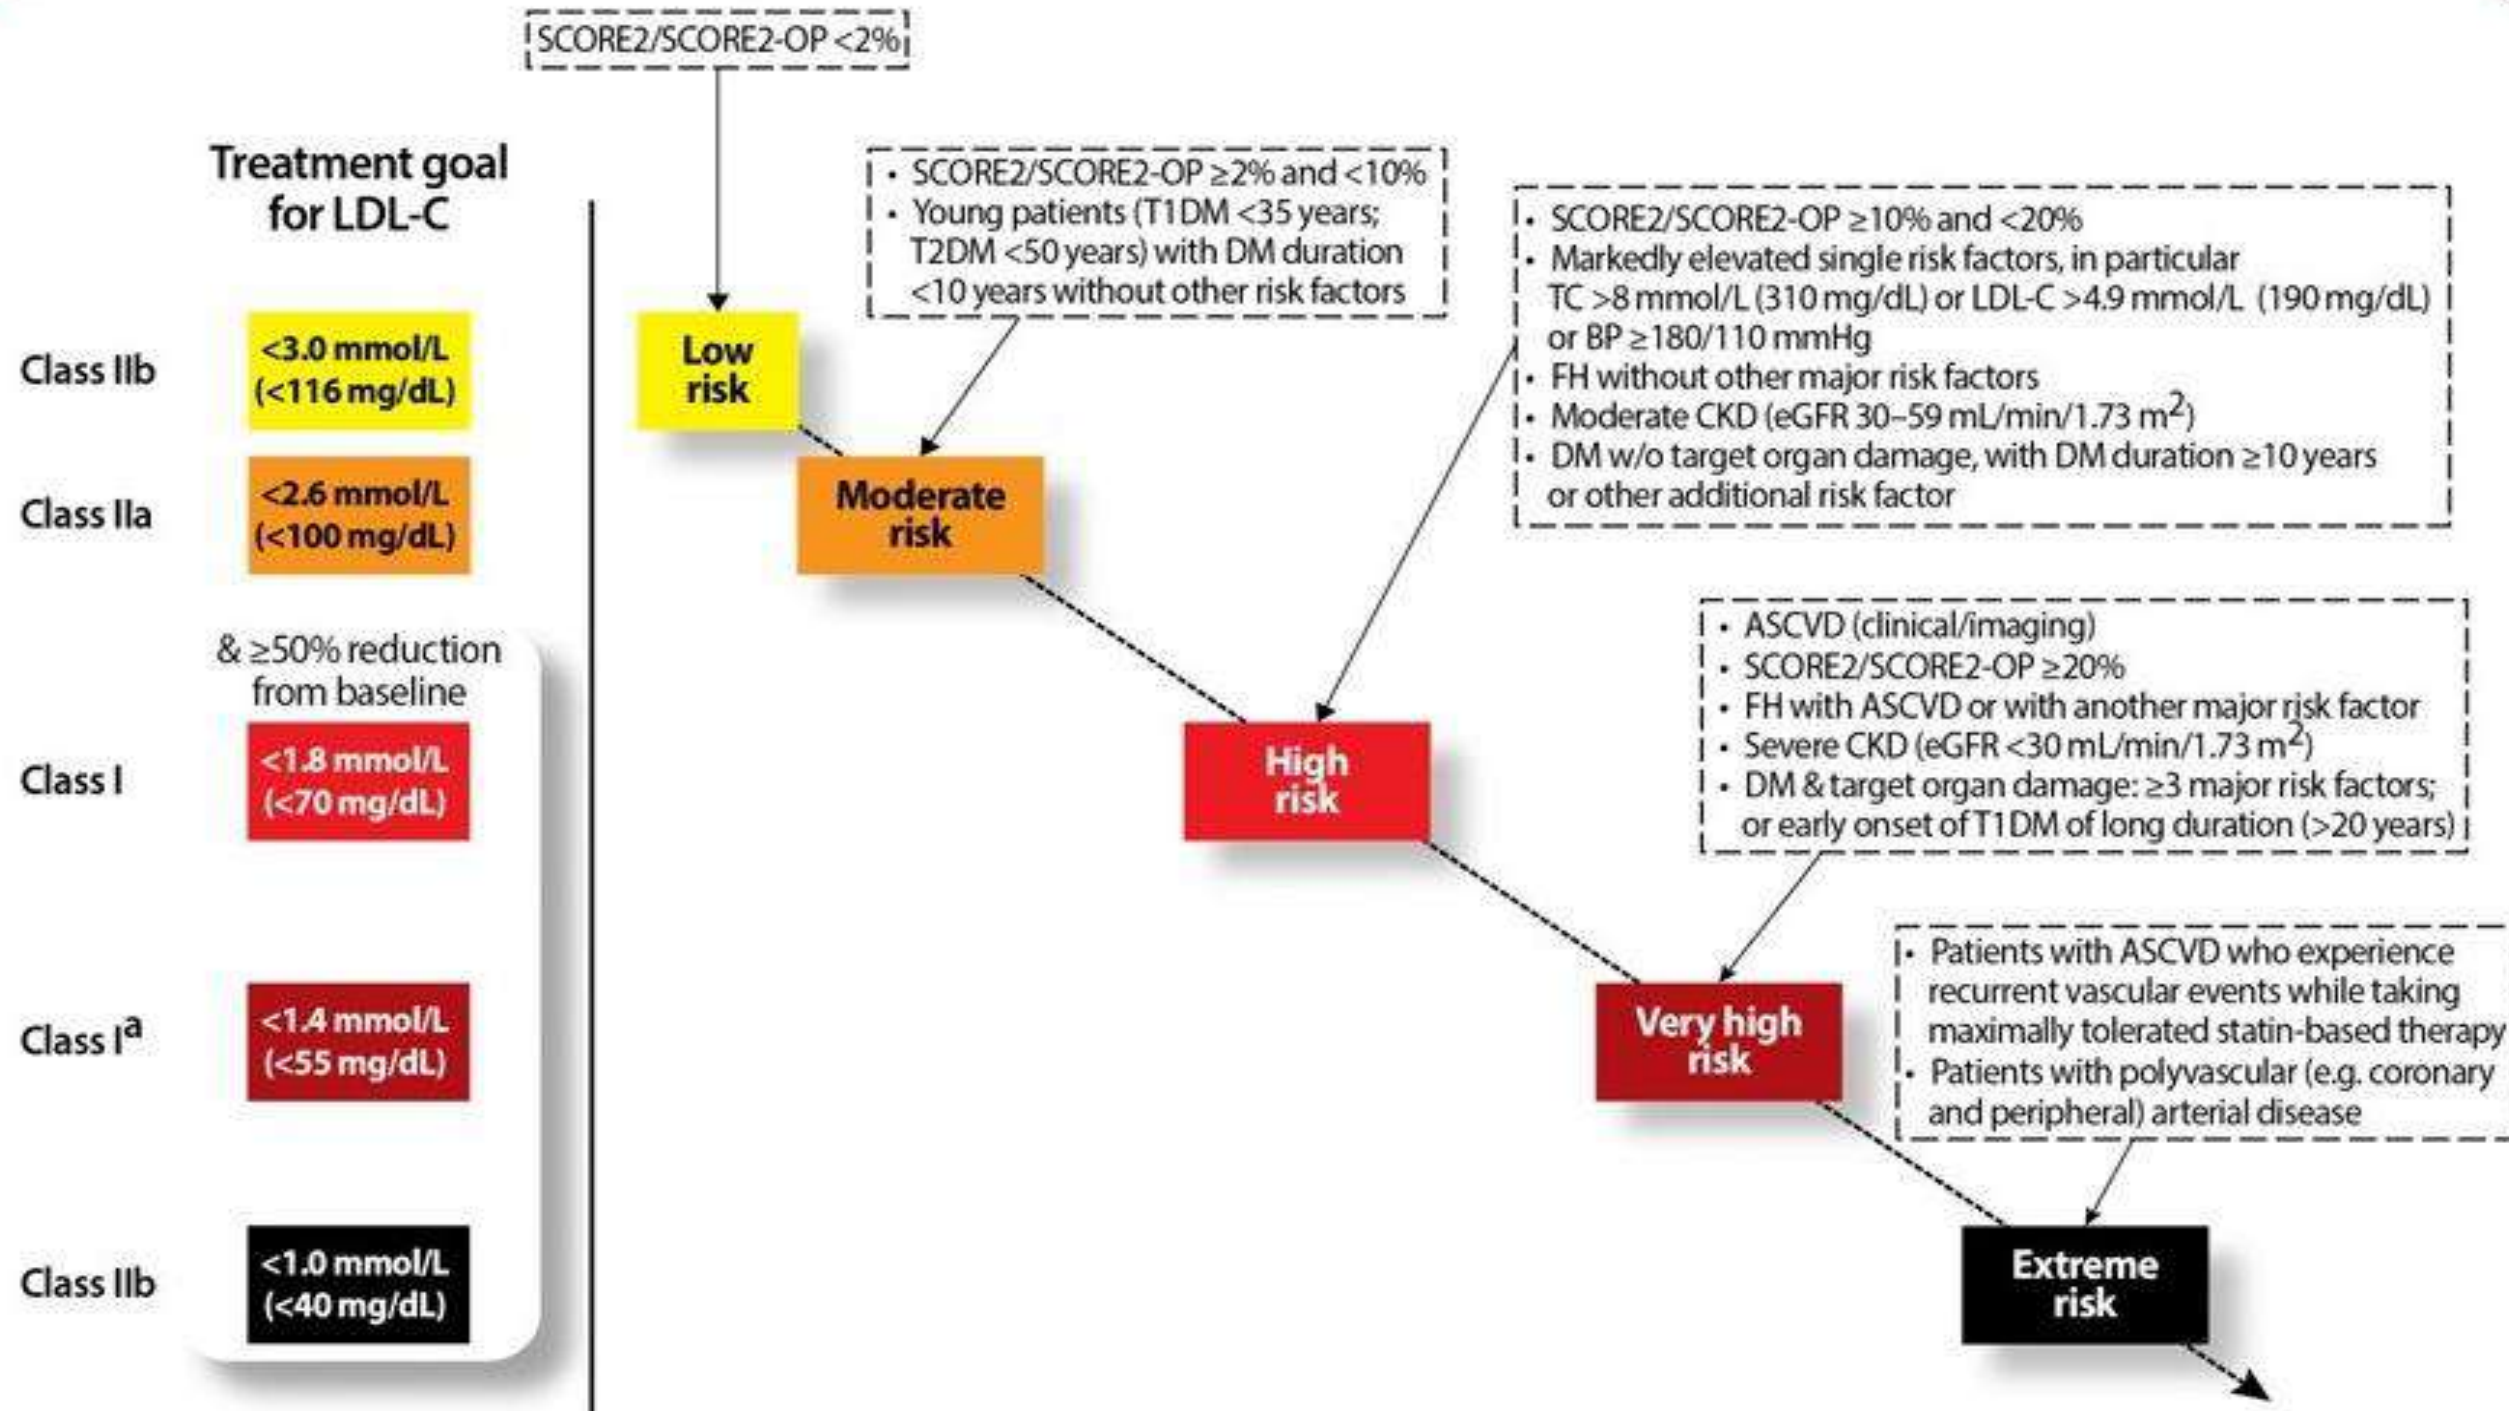 SCORE2/SCORE2-OP <2%
Treatment goal
for LDL-C
• SCORE2/SCORE2-OP ≥2% and <10%
• Young patients (T1DM <35 years;
T2DM <50 years) with DM duration
<10 years without other risk factors
• SCORE2/SCORE2-OP ≥10% and <20%
• Markedly elevated single risk factors, in particular
TC >8 mmol/L (310 mg/dL) or LDL-C >4.9 mmol/L (190 mg/dL)
or BP ≥180/110 mmHg
• FH without other major risk factors
• Moderate CKD (eGFR 30–59 mL/min/1.73 m²)
• DM w/o target organ damage, with DM duration ≥10 years
or other additional risk factor
Class IIb
<3.0 mmol/L
(<116 mg/dL)
Low
risk
Class IIa
<2.6 mmol/L
(<100 mg/dL)
Moderate
risk
& ≥50% reduction
from baseline
Class I
<1.8 mmol/L
(<70 mg/dL)
High
risk
• ASCVD (clinical/imaging)
• SCORE2/SCORE2-OP ≥20%
• FH with ASCVD or with another major risk factor
• Severe CKD (eGFR <30 mL/min/1.73 m²)
• DM & target organ damage: ≥3 major risk factors;
or early onset of T1DM of long duration (>20 years)
Class Iᵃ
<1.4 mmol/L
(<55 mg/dL)
Very high
risk
• Patients with ASCVD who experience
recurrent vascular events while taking
maximally tolerated statin-based therapy
• Patients with polyvascular (e.g. coronary
and peripheral) arterial disease
Class IIb
<1.0 mmol/L
(<40 mg/dL)
Extreme
risk